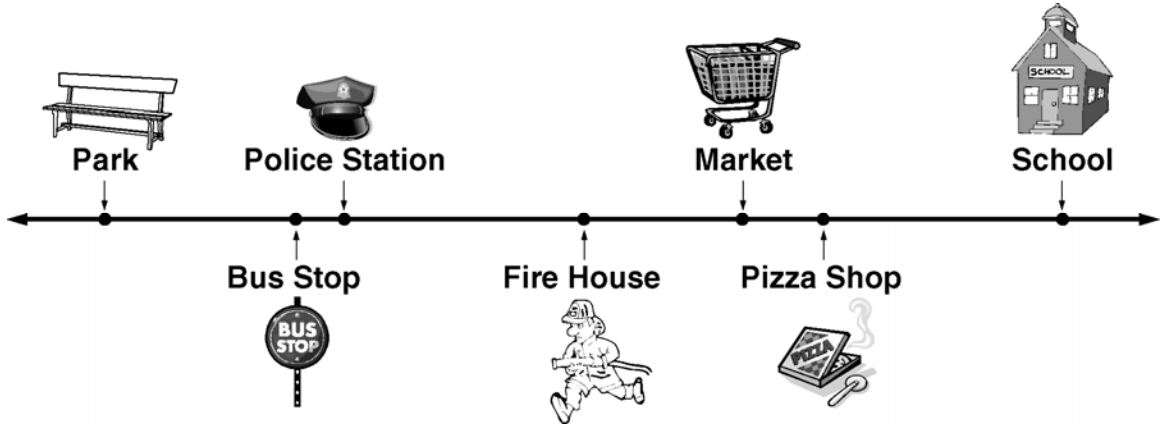 SCHOOL
Park
Police Station
Market
School
Bus Stop
Fire House
Pizza Shop
BUS
STOP
PIZZA